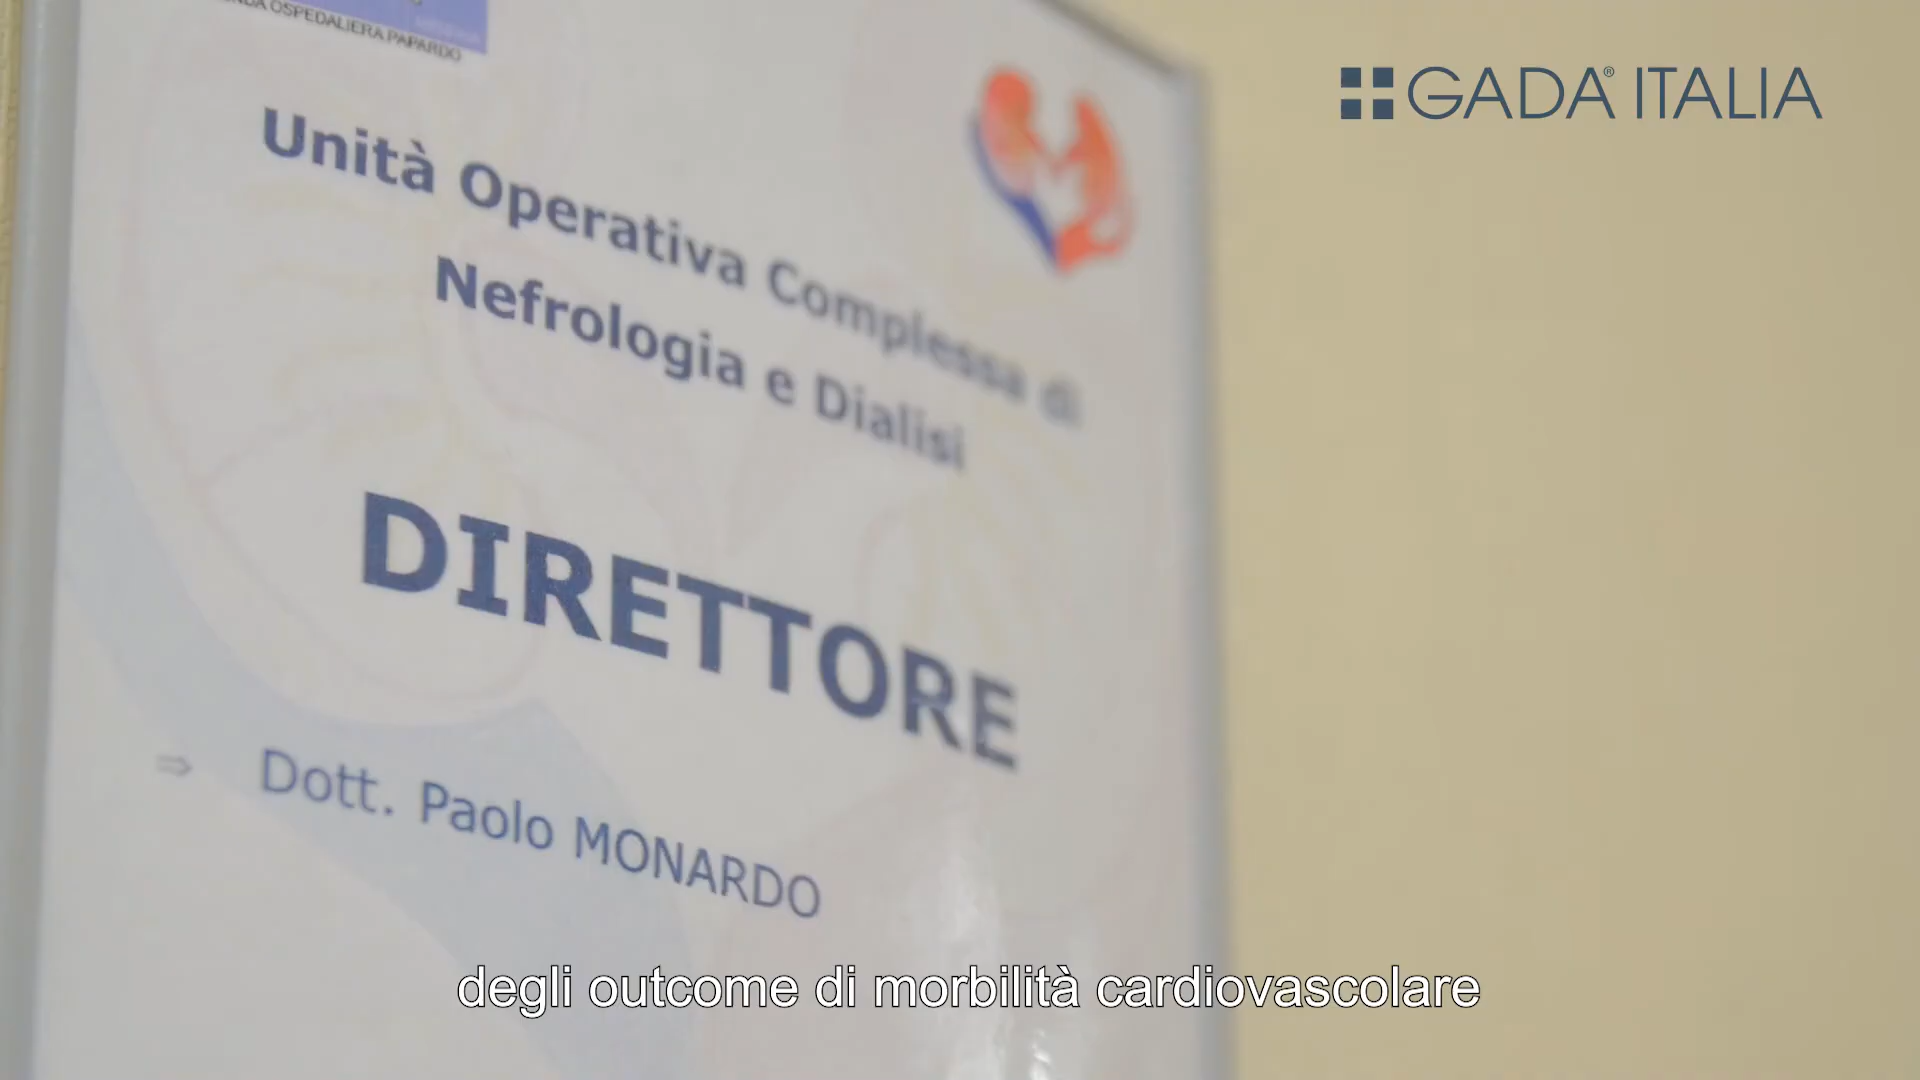 OSPEDALIERA PAPARDO
GADA® ITALIA
Unità Operativa Complessa di
Nefrologia e Dialisi
DIRETTORE
⇒ Dott. Paolo MONARDO
degli outcome di morbilità cardiovascolare